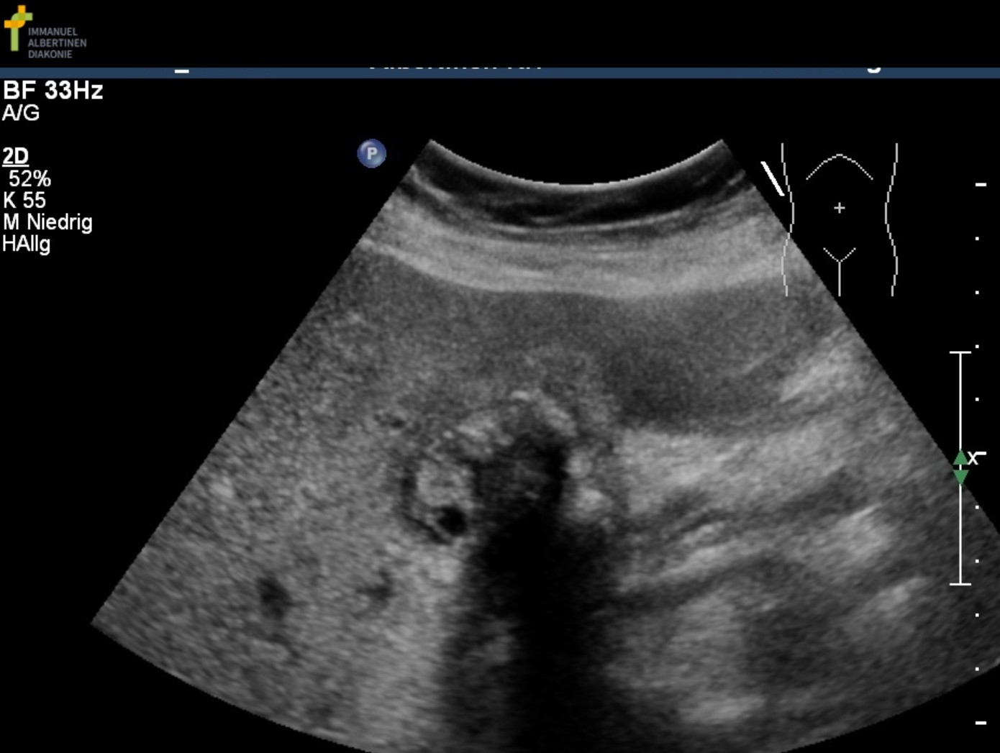 IMMANUEL
ALBERTINEN
DIAKONIE
BF 33Hz
A/G
2D
52%
K 55
M Niedrig
HAllg
P
X